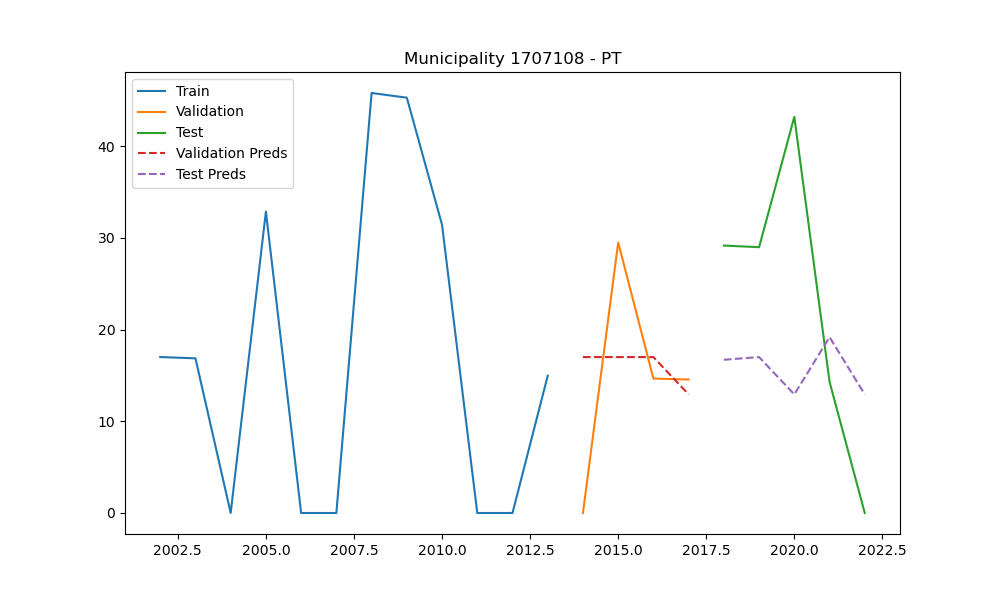 Municipality 1707108 - PT
Train
Validation
Test
Validation Preds
Test Preds
40
30
20
10
0
2002.5 2005.0 2007.5 2010.0 2012.5 2015.0 2017.5 2020.0 2022.5